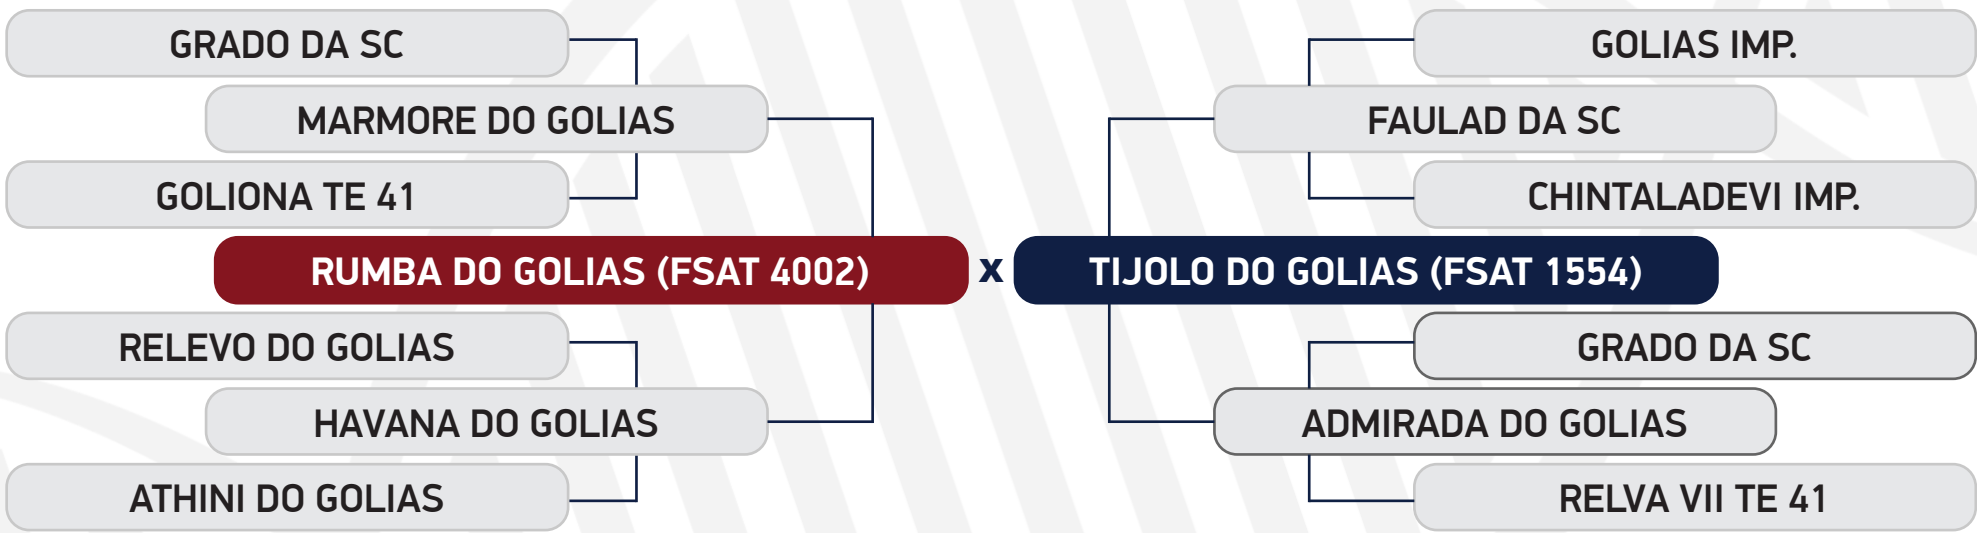 GRADO DA SC
MARMORE DO GOLIAS
GOLIONA TE 41
RUMBA DO GOLIAS (FSAT 4002)
RELEVO DO GOLIAS
HAVANA DO GOLIAS
ATHINI DO GOLIAS
x
GOLIAS IMP.
FAULAD DA SC
CHINTALADEVI IMP.
TIJOLO DO GOLIAS (FSAT 1554)
GRADO DA SC
ADMIRADA DO GOLIAS
RELVA VII TE 41